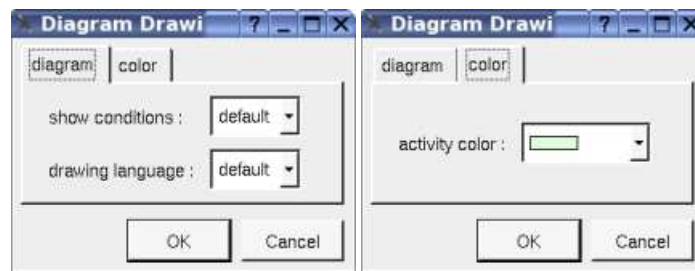 Diagram Drawi
diagram color
show conditions : default
drawing language : default
OK Cancel
Diagram Drawi
diagram color
activity color :
OK Cancel